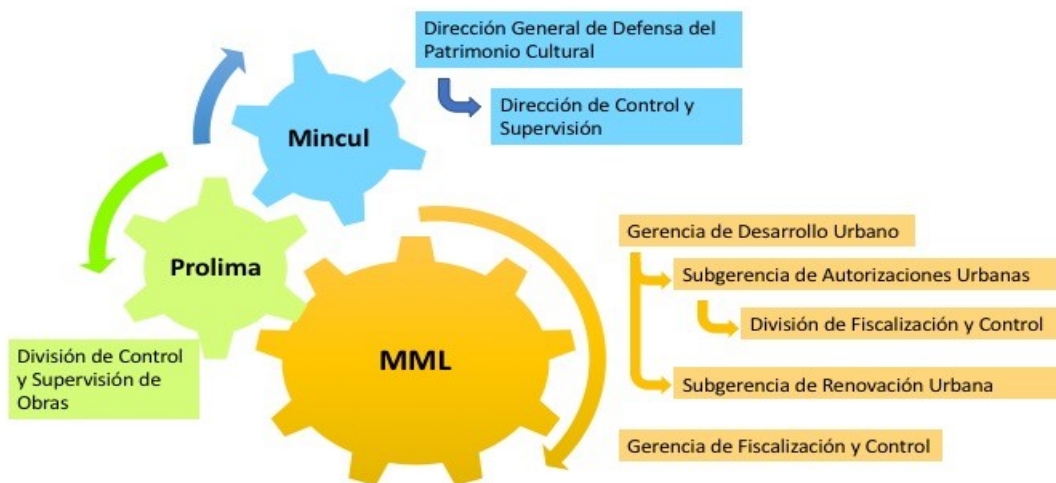 Dirección General de Defensa del
Patrimonio Cultural
Dirección de Control y
Supervisión
Mincul
Prolima
División de Control
y Supervisión de
Obras
MML
Gerencia de Desarrollo Urbano
Subgerencia de Autorizaciones Urbanas
División de Fiscalización y Control
Subgerencia de Renovación Urbana
Gerencia de Fiscalización y Control